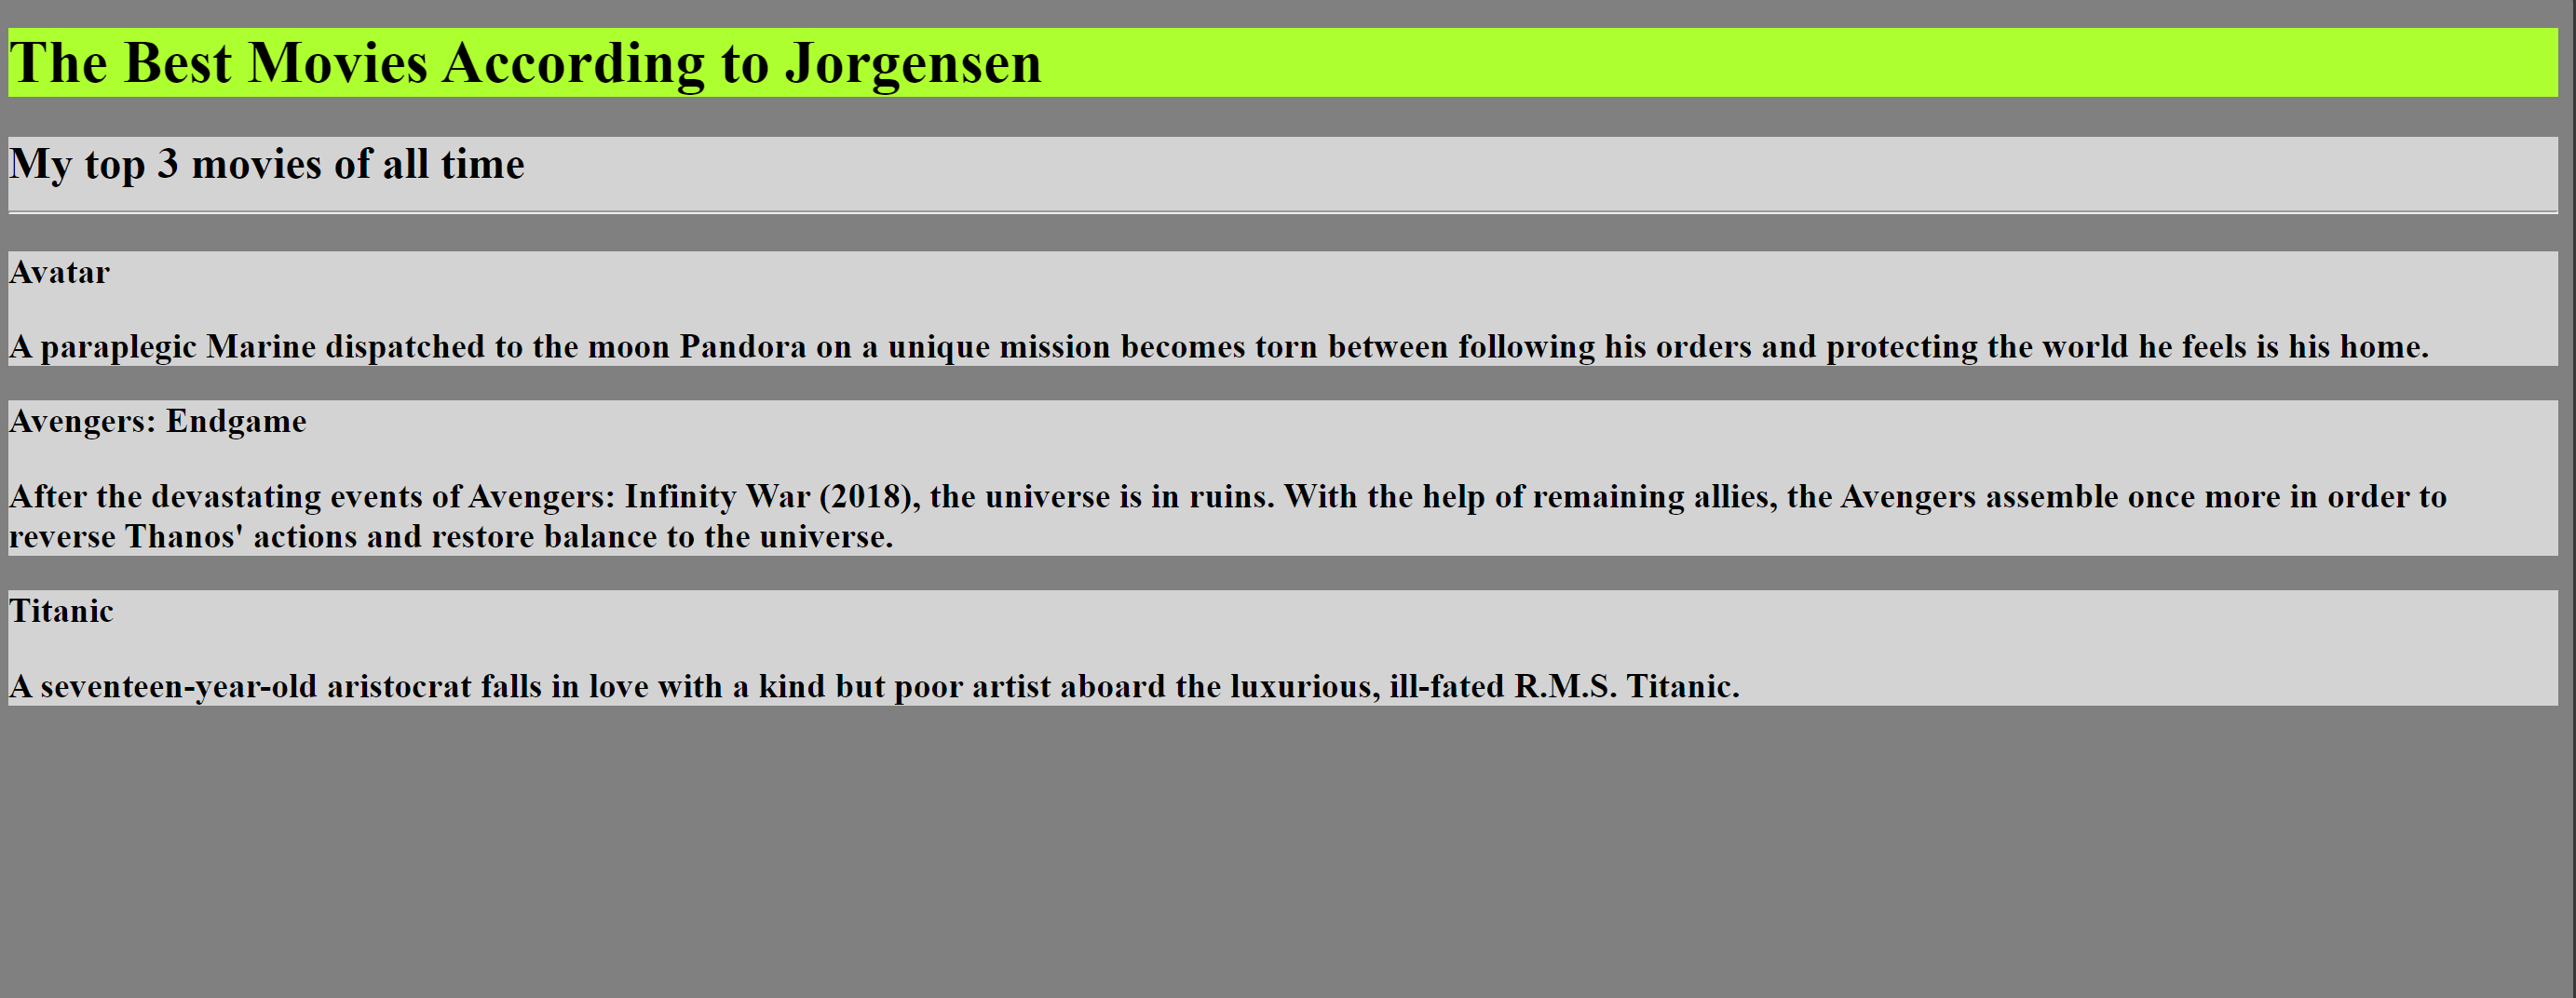 The Best Movies According to Jorgensen
My top 3 movies of all time
Avatar
A paraplegic Marine dispatched to the moon Pandora on a unique mission becomes torn between following his orders and protecting the world he feels is his home.
Avengers: Endgame
After the devastating events of Avengers: Infinity War (2018), the universe is in ruins. With the help of remaining allies, the Avengers assemble once more in order to
reverse Thanos' actions and restore balance to the universe.
Titanic
A seventeen-year-old aristocrat falls in love with a kind but poor artist aboard the luxurious, ill-fated R.M.S. Titanic.